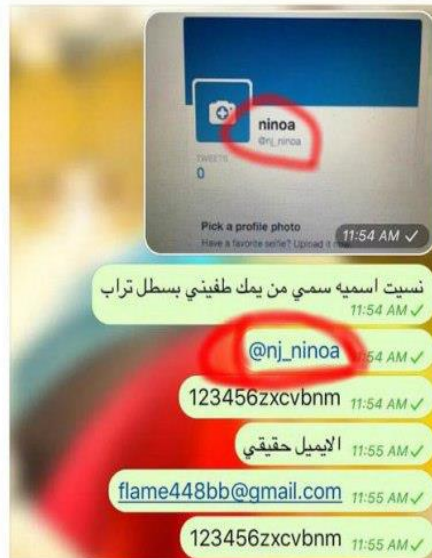 ninoa
@nj_ninoa
TWEETS
0
Pick a profile photo
Have a favorite selfie? Upload it now.
11:54 AM
نسيت اسميه سمي من يمك طفيني بسطل تراب
11:54 AM
@nj_ninoa 11:54 AM
123456zxcvbnm 11:54 AM
الايميل حقيقي 11:55 AM
flame448bb@gmail.com 11:55 AM
123456zxcvbnm 11:55 AM